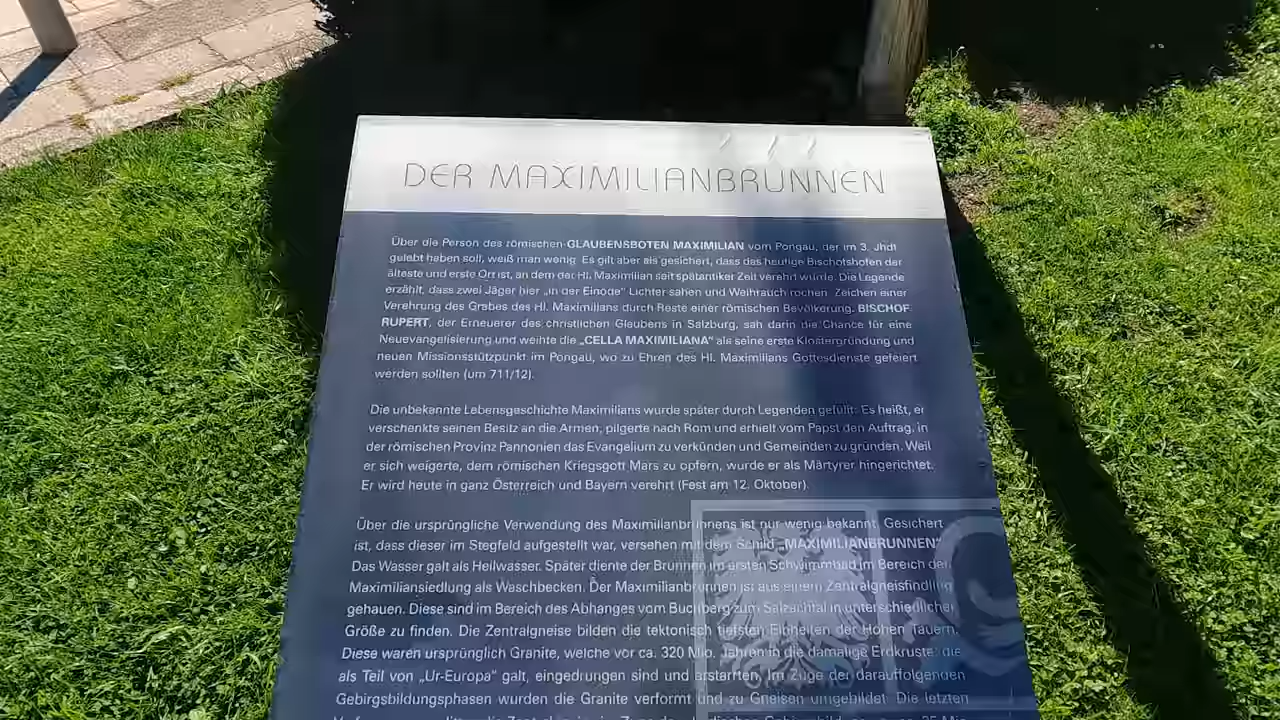 DER MAXIMILIANBRUNNEN
Über die Person des römischen GLAUBENSBOTEN MAXIMILIAN vom Pongau, der im 3. Jhdt
gelebt haben soll, weiß man wenig. Es gilt aber als gesichert, dass das heutige Bischofshofen der
älteste und erste Ort ist, an dem der Hl. Maximilian seit spätantiker Zeit verehrt wurde. Die Legende
erzählt, dass zwei Jäger hier „in der Einöde“ Lichter sahen und Weihrauch rochen. Zeichen einer
Verehrung des Grabes des Hl. Maximilians durch Reste einer römischen Bevölkerung. BISCHOF
RUPERT, der Erneuerer des christlichen Glaubens in Salzburg, sah darin die Chance für eine
Neuevangelisierung und weihte die „CELLA MAXIMILIANA“ als seine erste Klostergründung und
neuen Missionsstützpunkt im Pongau, wo zu Ehren des Hl. Maximilians Gottesdienste gefeiert
werden sollten (um 711/12).
Die unbekannte Lebensgeschichte Maximilians wurde später durch Legenden gefüllt: Es heißt, er
verschenkte seinen Besitz an die Armen, pilgerte nach Rom und erhielt vom Papst den Auftrag, in
der römischen Provinz Pannonien das Evangelium zu verkünden und Gemeinden zu gründen. Weil
er sich weigerte, dem römischen Kriegsgott Mars zu opfern, wurde er als Märtyrer hingerichtet.
Er wird heute in ganz Österreich und Bayern verehrt (Fest am 12. Oktober).
Über die ursprüngliche Verwendung des Maximilianbrunnens ist nur wenig bekannt. Gesichert
ist, dass dieser im Stegfeld aufgestellt war, versehen mit dem Schild „MAXIMILIANBRUNNEN“
Das Wasser galt als Heilwasser. Später diente der Brunnen im ersten Schwimmbad im Bereich der
Maximiliansiedlung als Waschbecken. Der Maximilianbrunnen ist aus einem Zentralgneisfindling
gehauen. Diese sind im Bereich des Abhanges vom Buchberg zum Salzachtal in unterschiedlicher
Größe zu finden. Die Zentralgneise bilden die tektonisch tiefsten Einheiten der Hohen Tauern.
Diese waren ursprünglich Granite, welche vor ca. 320 Mio. Jahren in die damalige Erdkruste, die
als Teil von „Ur-Europa“ galt, eingedrungen sind und erstarrten. Im Zuge der darauffolgenden
Gebirgsbildungsphasen wurden die Granite verformt und zu Gneisen umgebildet. Die letzten